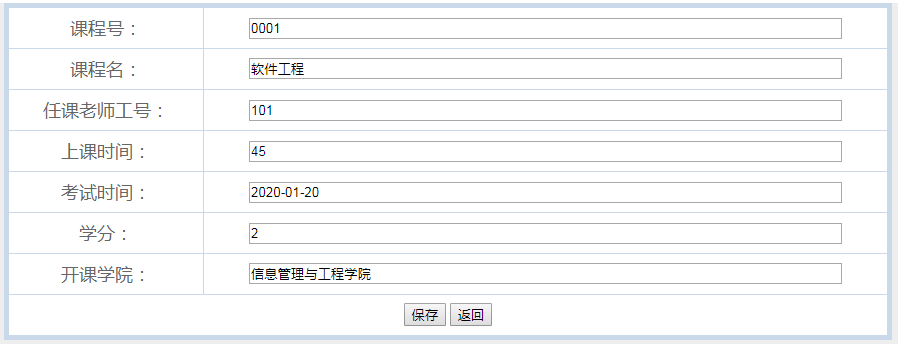 课程号： 0001
课程名： 软件工程
任课老师工号： 101
上课时间： 45
考试时间： 2020-01-20
学分： 2
开课学院： 信息管理与工程学院
保存 返回